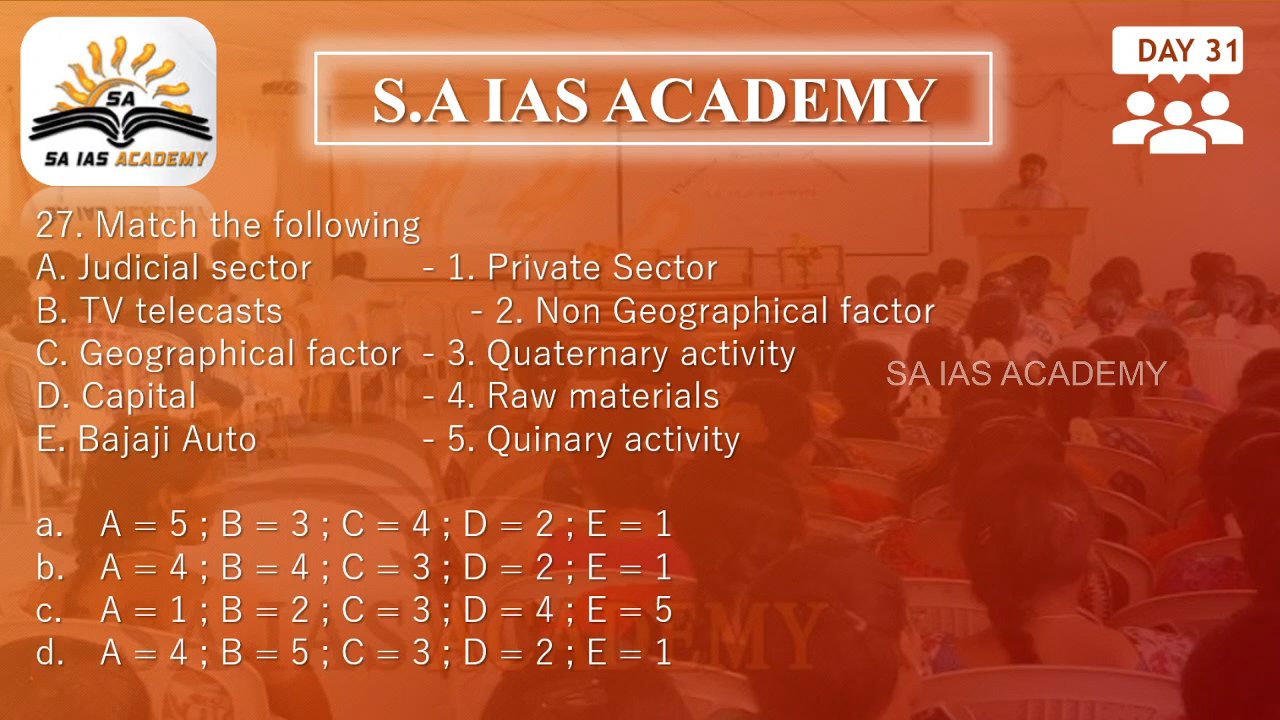 SA
SA IAS ACADEMY
S.A IAS ACADEMY
DAY 31
27. Match the following
A. Judicial sector - 1. Private Sector
B. TV telecasts - 2. Non Geographical factor
C. Geographical factor - 3. Quaternary activity
D. Capital - 4. Raw materials
E. Bajaji Auto - 5. Quinary activity
SA IAS ACADEMY
a. A = 5 ; B = 3 ; C = 4 ; D = 2 ; E = 1
b. A = 4 ; B = 4 ; C = 3 ; D = 2 ; E = 1
c. A = 1 ; B = 2 ; C = 3 ; D = 4 ; E = 5
d. A = 4 ; B = 5 ; C = 3 ; D = 2 ; E = 1